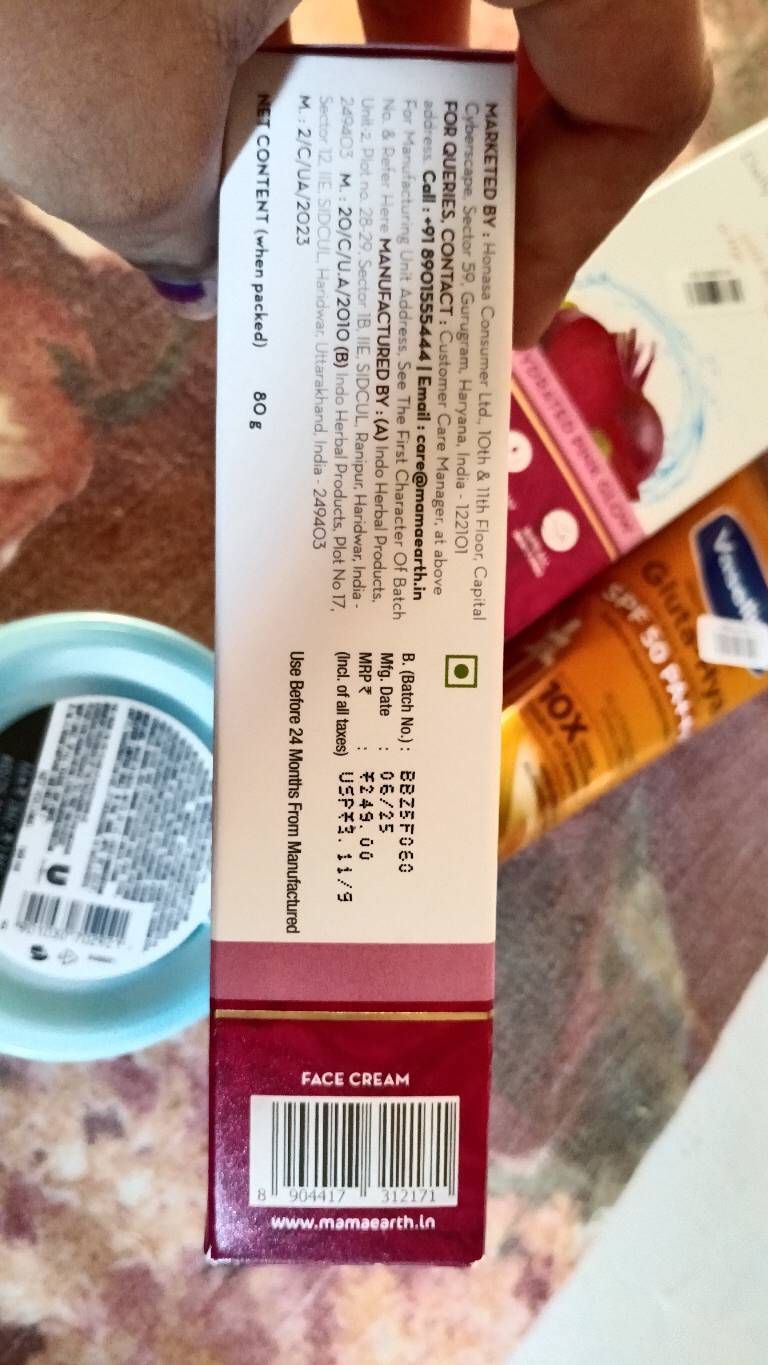 MARKETED BY : Honasa Consumer Ltd., 10th & 11th Floor, Capital
Cyberscape, Sector 59, Gurugram, Haryana, India - 122101
FOR QUERIES, CONTACT : Customer Care Manager, at above
address. Call : +91 8901555444 | Email : care@mamaearth.in
For Manufacturing Unit Address, See The First Character Of Batch
No. & Refer Here MANUFACTURED BY : (A) Indo Herbal Products,
Unit-2, Plot no. 28-29, Sector 1B, IIE, SIDCUL, Ranipur, Haridwar, India -
249403 M. : 20/C/U.A/2010 (B) Indo Herbal Products, Plot No 17,
Sector 12, IIE, SIDCUL, Haridwar, Uttarakhand, India - 249403
M. : 2/C/UA/2023
NET CONTENT (when packed) 80 g
B. (Batch No.) : BBZ5F060
Mfg. Date : 06/25
MRP ₹ : ₹249.00
(Incl. of all taxes) USP₹3.11/g
Use Before 24 Months From Manufactured
FACE CREAM
8 904417 312171
www.mamaearth.in
Vaseline
SPF 50 PA+
10X
U